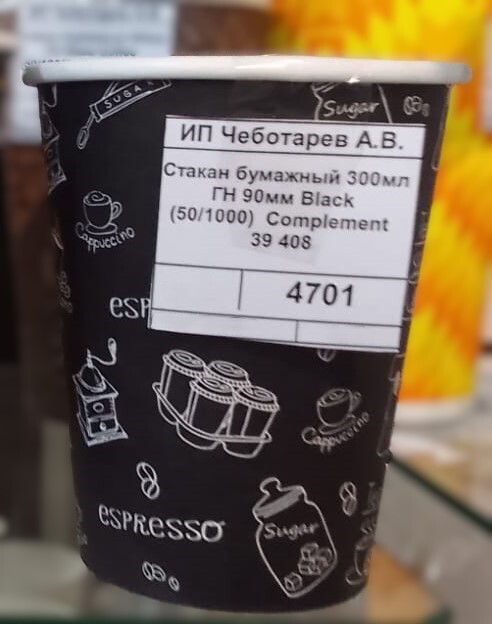 SUGAR
Sugar
ИП Чеботарев А.В.
Стакан бумажный 300мл
ГН 90мм Black
(50/1000) Complement
39 408
4701
Cappuccino
ESP
Cappuccino
ESPRESSO
Sugar